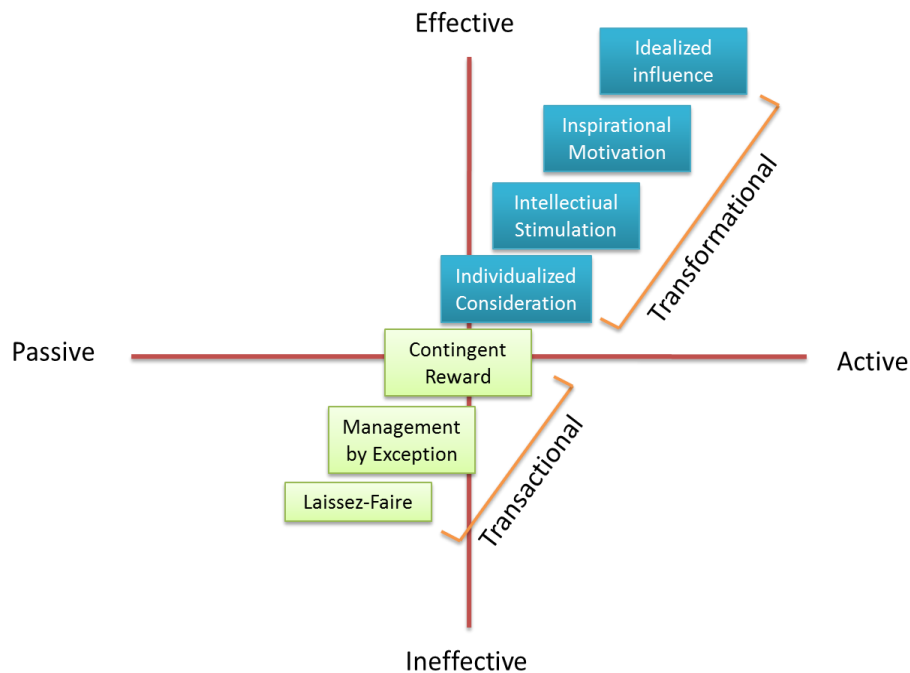 Effective
Idealized
influence
Inspirational
Motivation
Intellectiual
Stimulation
Individualized
Consideration
Transformational
Passive
Contingent
Reward
Active
Management
by Exception
Laissez-Faire
Transactional
Ineffective